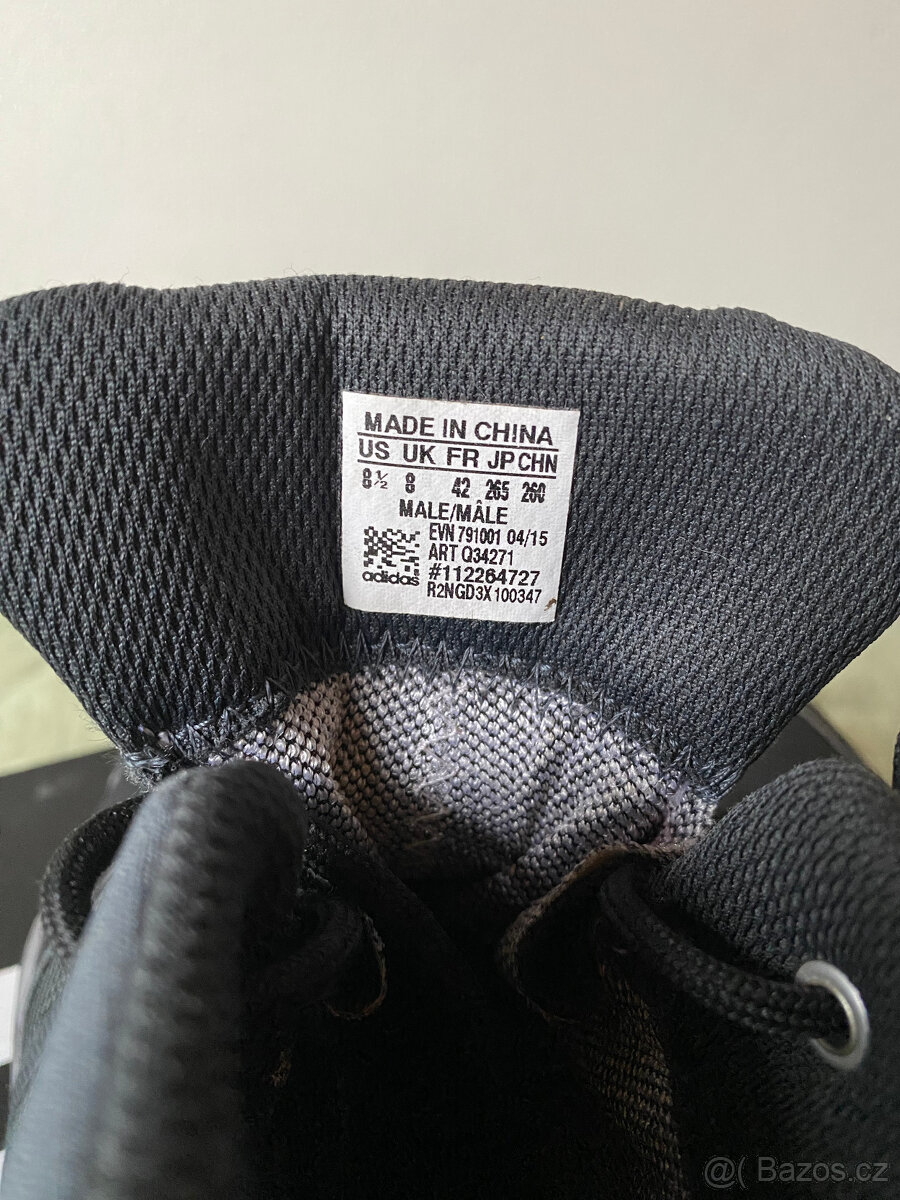 MADE IN CHINA
US UK FR JP CHN
8½ 8 42 265 260
MALE/MÂLE
EVN 791001 04/15
ART Q34271
#112264727
R2NGD3X100347
adidas
@( Bazos.cz